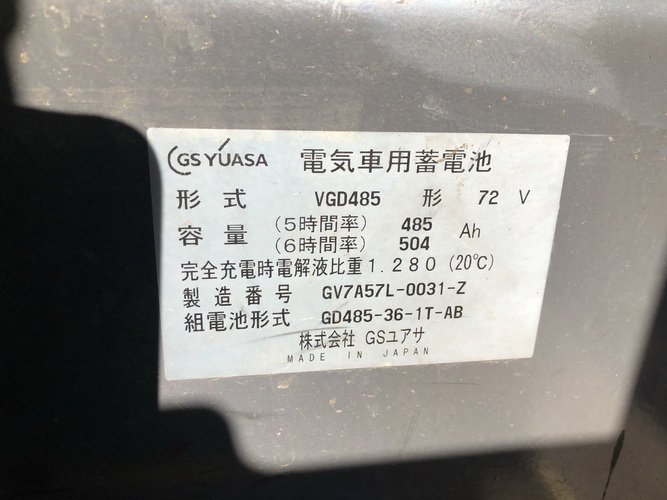 GS YUASA 電気車用蓄電池
形式 VGD485 形 72 V
容量 (5時間率) 485 Ah
(6時間率) 504
完全充電時電解液比重1.280 (20℃)
製造番号 GV7A57L-0031-Z
組電池形式 GD485-36-1T-AB
株式会社 GSユアサ
MADE IN JAPAN